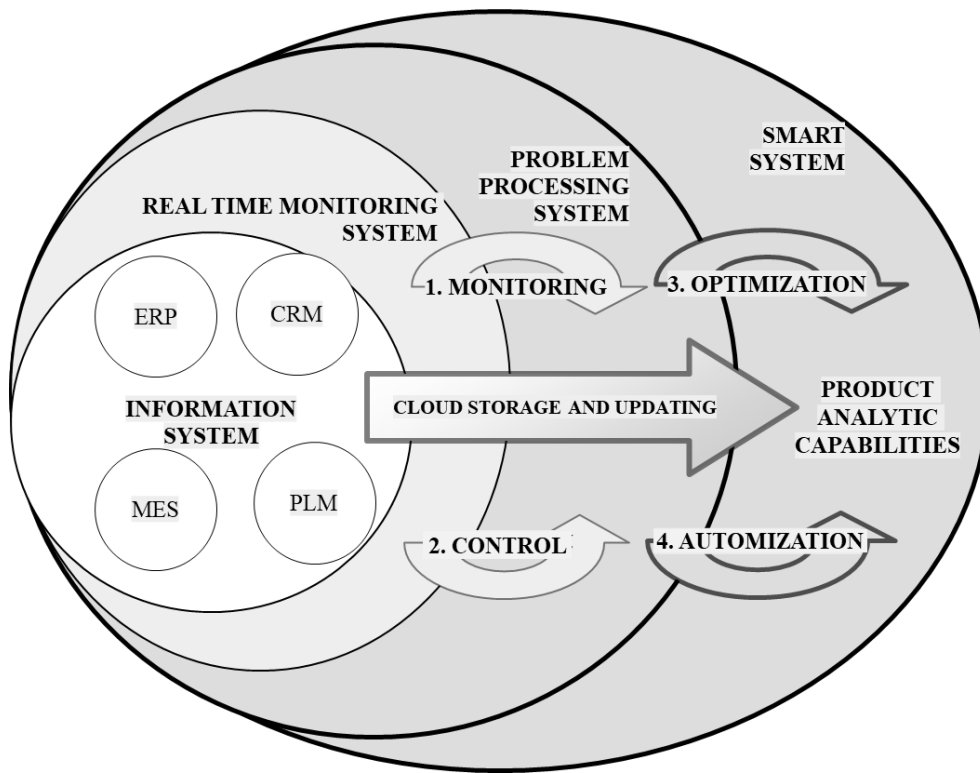 SMART
SYSTEM
PROBLEM
PROCESSING
SYSTEM
REAL TIME MONITORING
SYSTEM
1. MONITORING
3. OPTIMIZATION
ERP
CRM
INFORMATION
SYSTEM
CLOUD STORAGE AND UPDATING
PRODUCT
ANALYTIC
CAPABILITIES
MES
PLM
2. CONTROL
4. AUTOMIZATION